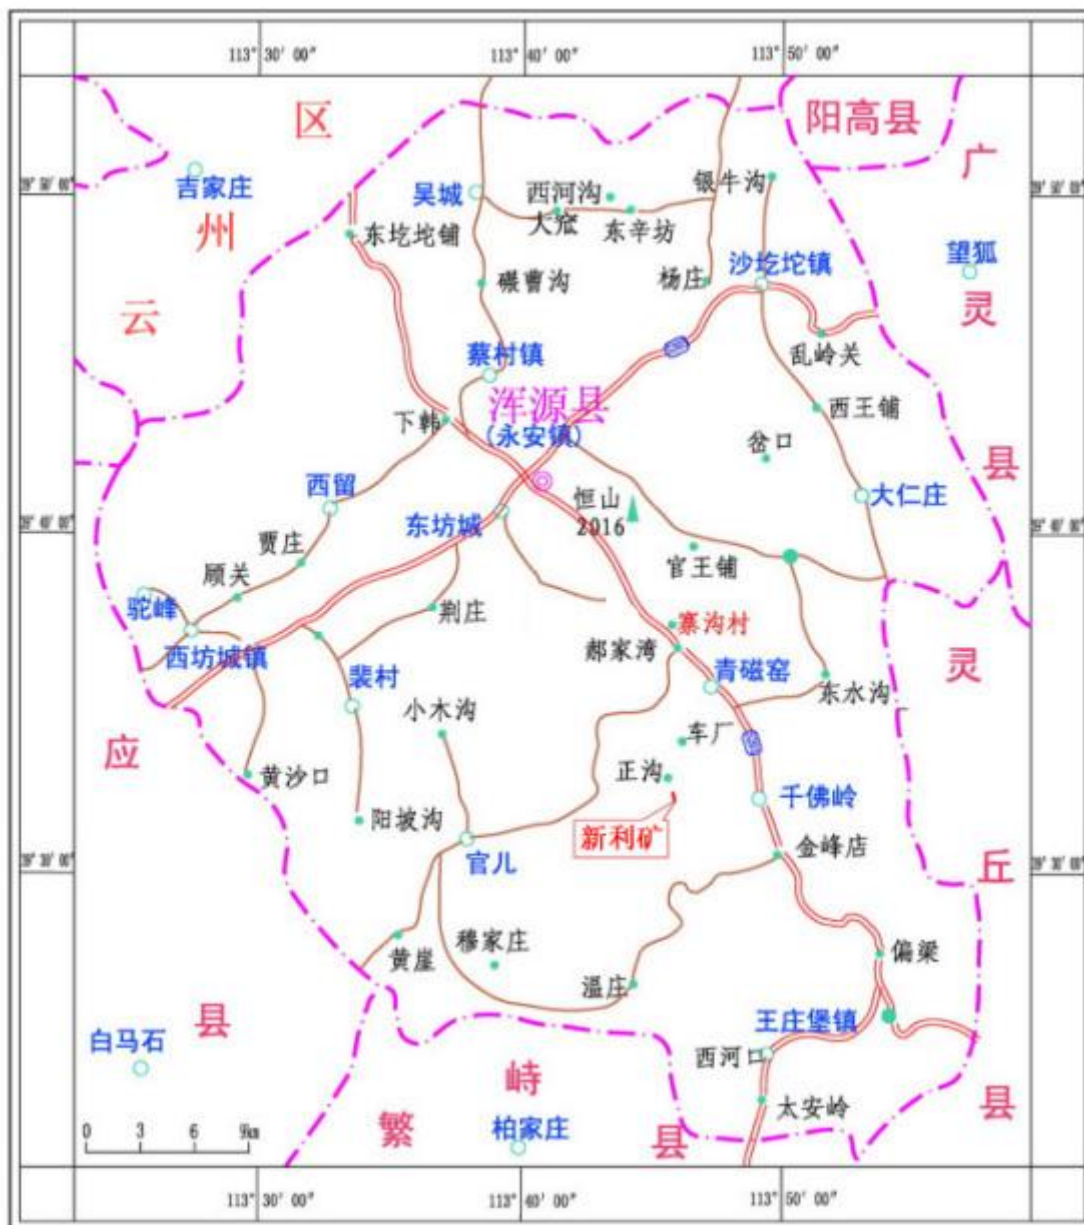 113° 30′ 00″
113° 40′ 00″
113° 50′ 00″
区
阳高县
广
吉家庄
吴城
西河沟
银牛沟
州
东圪坨铺
东辛坊
望狐
碾曹沟
杨庄
沙圪坨镇
灵
云
乱岭关
蔡村镇
浑源县
(永安镇)
下韩
西王铺
岔口
县
西留
恒山
2016
大仁庄
东坊城
贾庄
官王铺
顾关
驼峰
荆庄
寨沟村
西坊城镇
郝家湾
灵
裴村
青磁窑
东水沟
小木沟
车厂
应
黄沙口
正沟
阳坡沟
千佛岭
新利矿
官儿
金峰店
丘
穆家庄
黄崖
偏梁
温庄
县
王庄堡镇
白马石
西河口
峙
太安岭
县
繁
柏家庄
县
0 3 6 9km
113° 30′ 00″
113° 40′ 00″
113° 50′ 00″